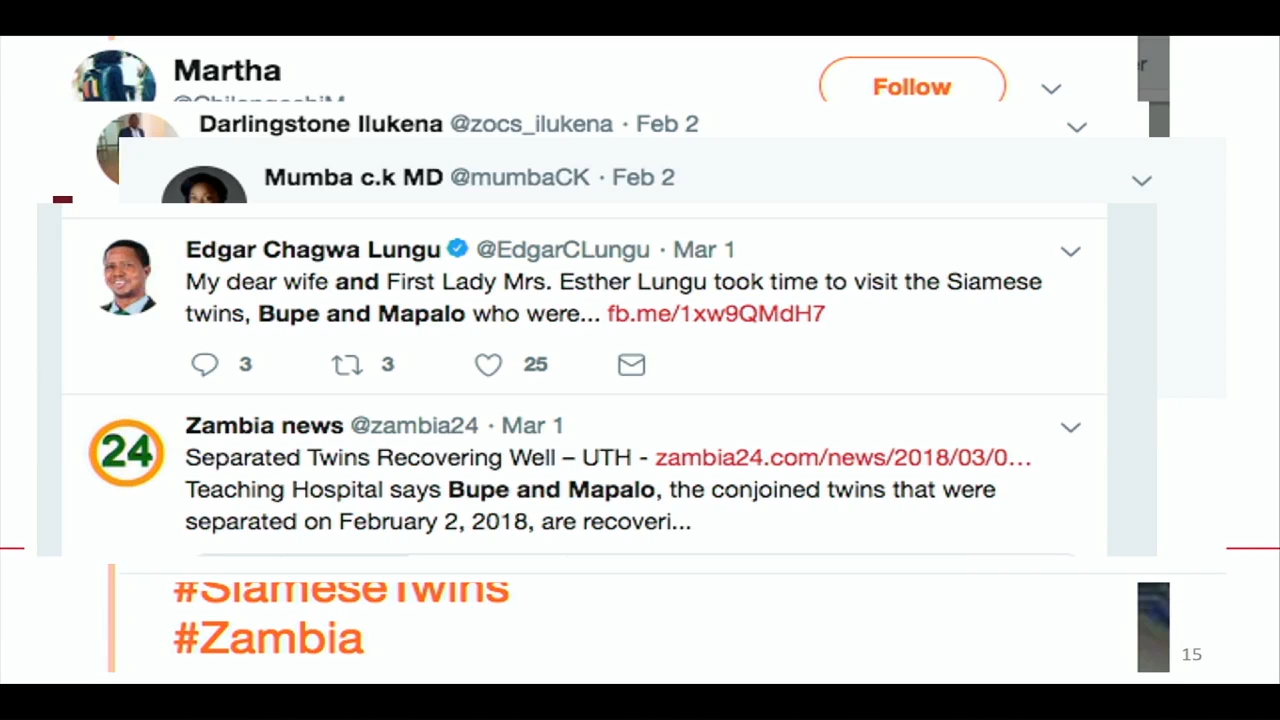 Martha
Follow
Darlingstone Ilukena @zocs_ilukena · Feb 2
Mumba c.k MD @mumbaCK · Feb 2
Edgar Chagwa Lungu @EdgarCLungu · Mar 1
My dear wife and First Lady Mrs. Esther Lungu took time to visit the Siamese
twins, Bupe and Mapalo who were... fb.me/1xw9QMdH7
3 3 25
24
Zambia news @zambia24 · Mar 1
Separated Twins Recovering Well – UTH - zambia24.com/news/2018/03/0...
Teaching Hospital says Bupe and Mapalo, the conjoined twins that were
separated on February 2, 2018, are recoveri...
#SiameseTwins
#Zambia
15